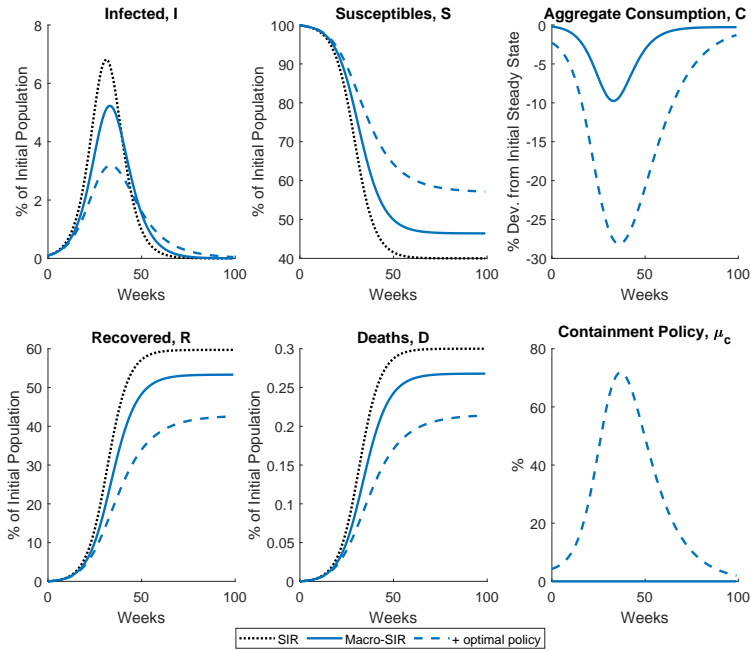 Infected, I
% of Initial Population
8
6
4
2
0
0 50 100
Weeks
Susceptibles, S
% of Initial Population
100
90
80
70
60
50
40
0 50 100
Weeks
Aggregate Consumption, C
% Dev. from Initial Steady State
0
-5
-10
-15
-20
-25
-30
0 50 100
Weeks
Recovered, R
% of Initial Population
60
50
40
30
20
10
0
0 50 100
Weeks
Deaths, D
% of Initial Population
0.3
0.25
0.2
0.15
0.1
0.05
0
0 50 100
Weeks
Containment Policy, μc
%
80
60
40
20
0
0 50 100
Weeks
SIR Macro-SIR + optimal policy